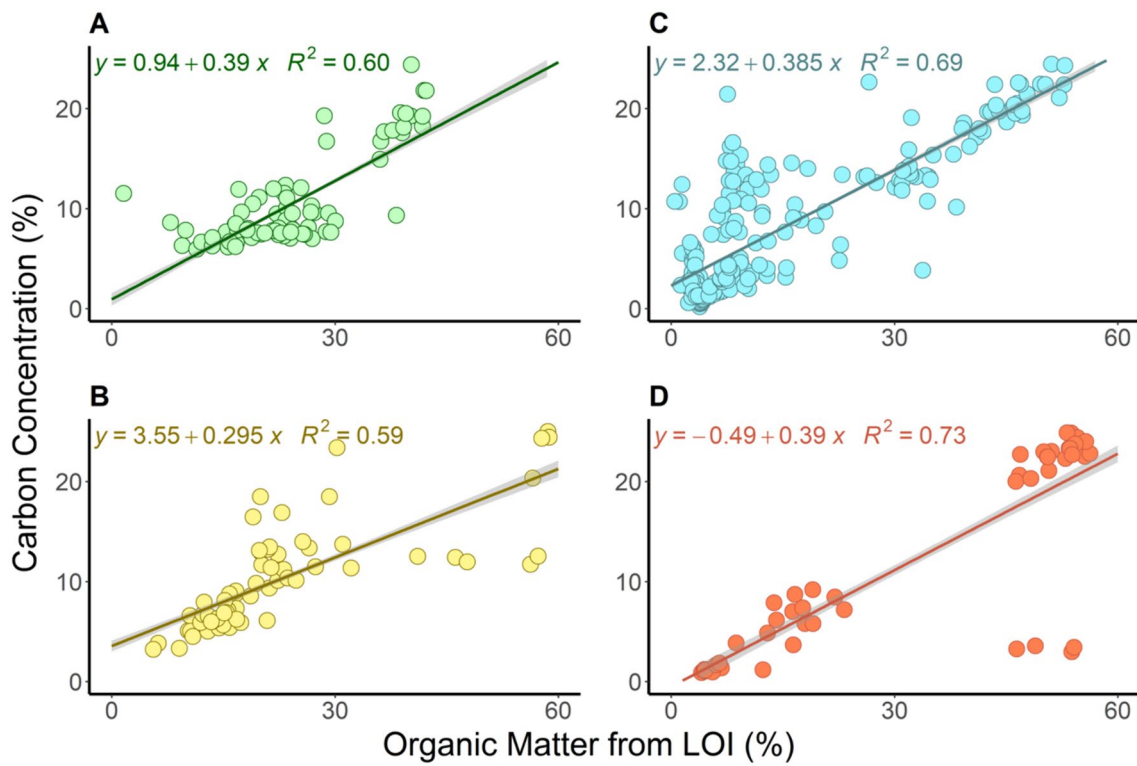 A
y = 0.94 + 0.39 x R² = 0.60
20
10
0
0 30 60
C
y = 2.32 + 0.385 x R² = 0.69
20
10
0
0 30 60
B
y = 3.55 + 0.295 x R² = 0.59
20
10
0
0 30 60
D
y = −0.49 + 0.39 x R² = 0.73
20
10
0
0 30 60
Carbon Concentration (%)
Organic Matter from LOI (%)